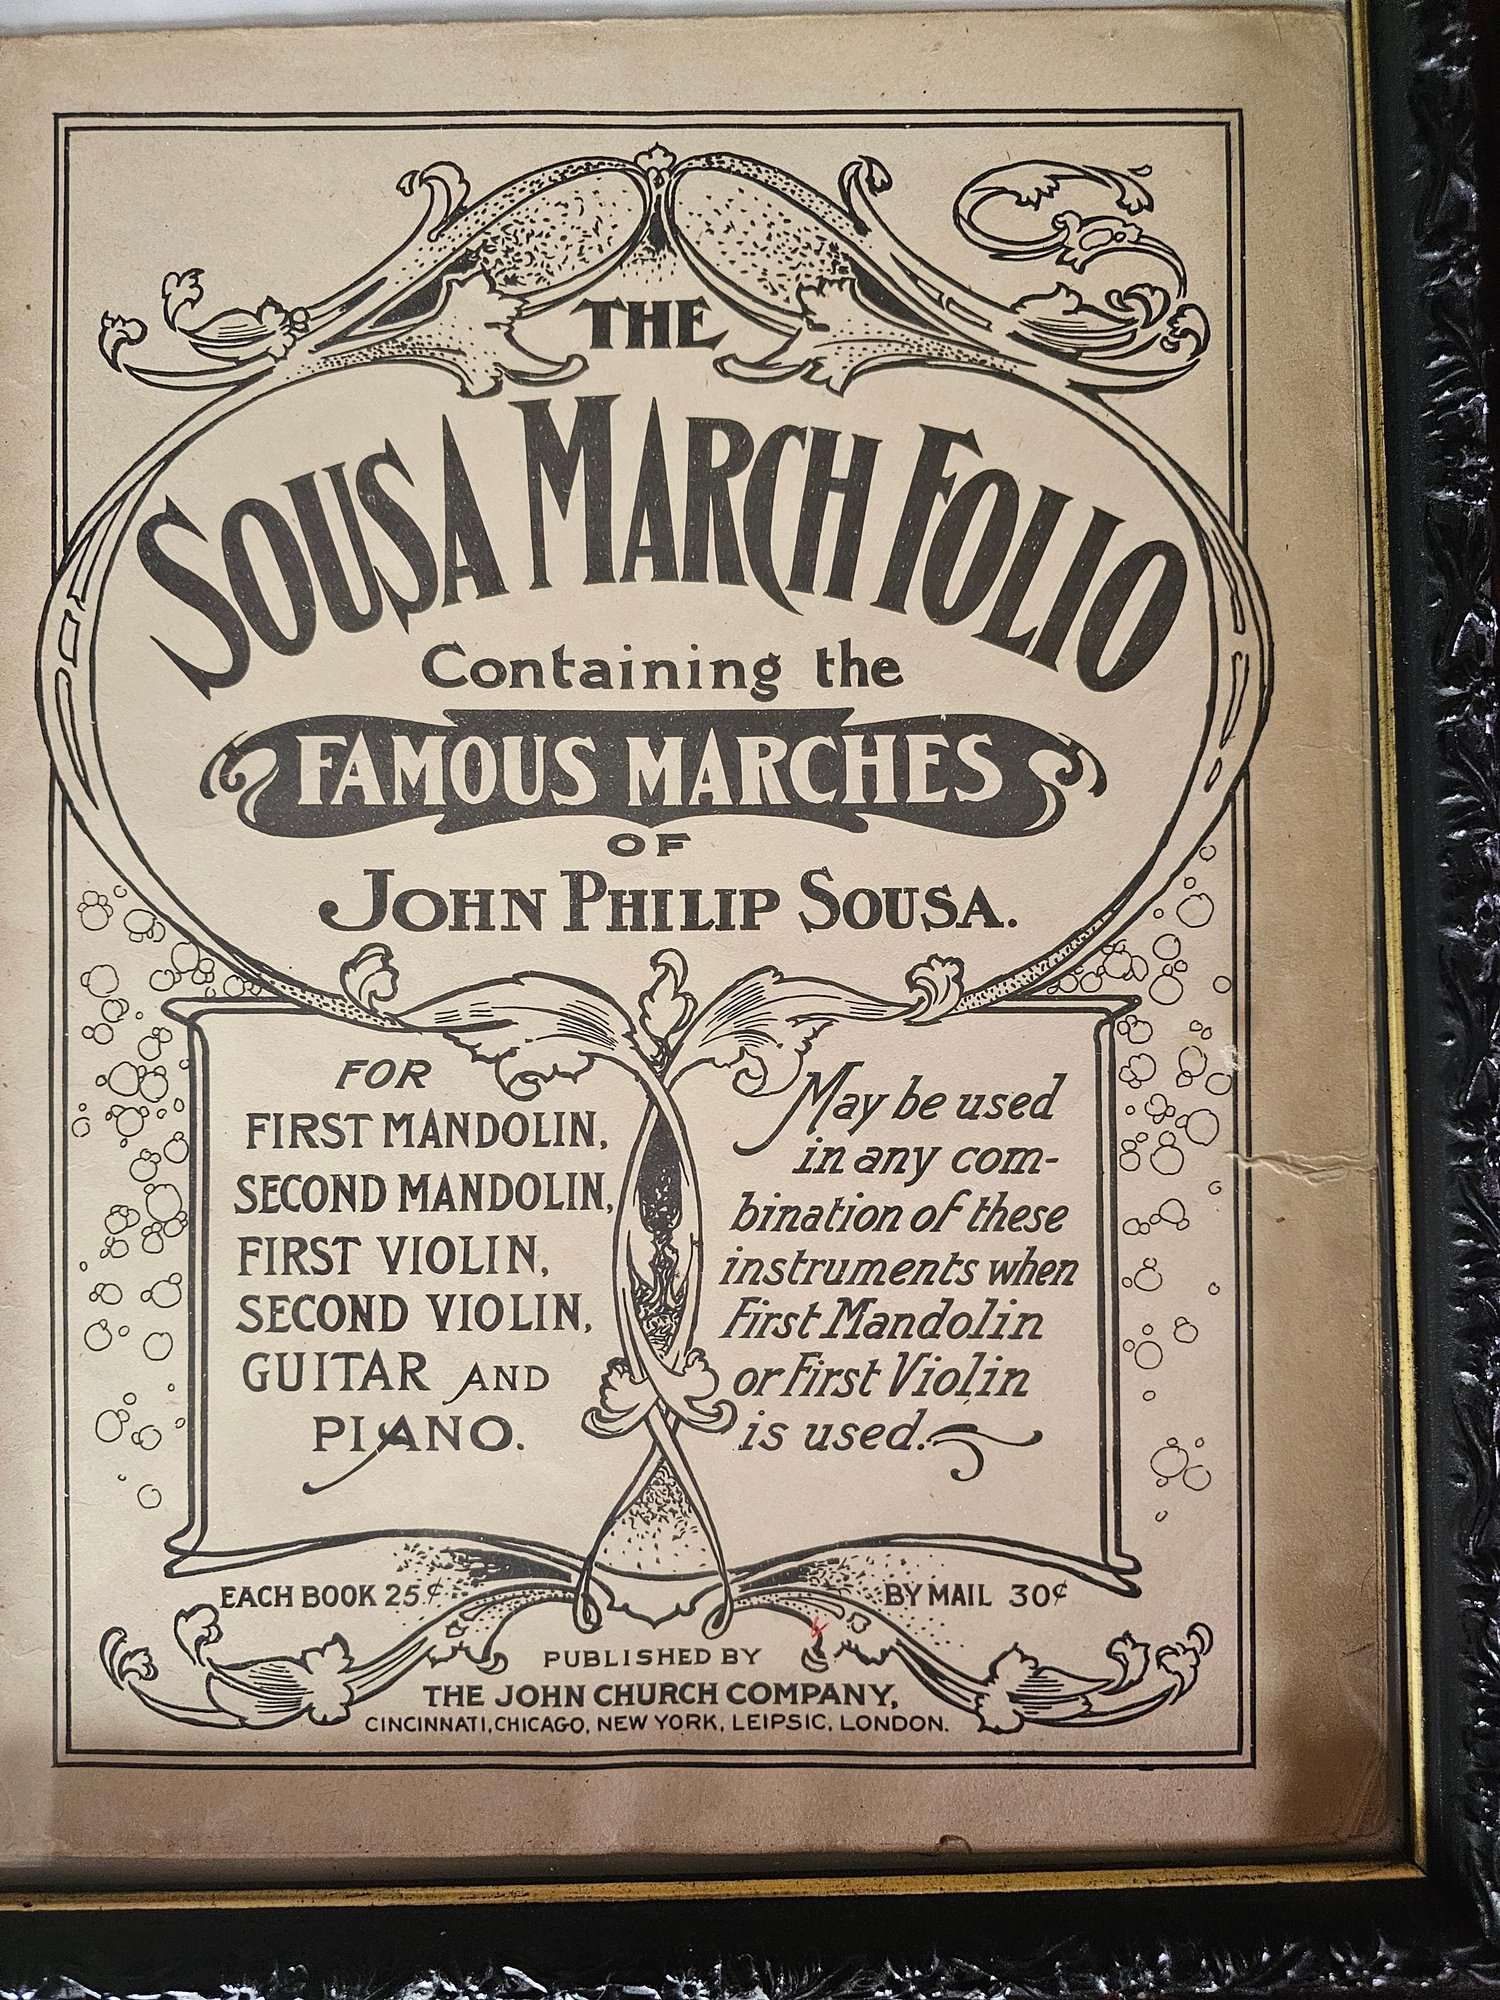 THE
SOUSA MARCH FOLIO
Containing the
FAMOUS MARCHES
OF
JOHN PHILIP SOUSA.
FOR
FIRST MANDOLIN,
SECOND MANDOLIN,
FIRST VIOLIN,
SECOND VIOLIN,
GUITAR AND
PIANO.
May be used
in any com-
bination of these
instruments when
First Mandolin
or First Violin
is used.
EACH BOOK 25¢
BY MAIL 30¢
PUBLISHED BY
THE JOHN CHURCH COMPANY,
CINCINNATI, CHICAGO, NEW YORK, LEIPSIC, LONDON.